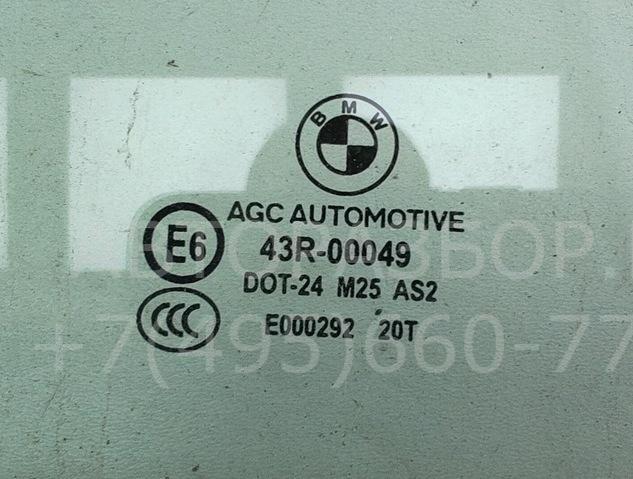 BMW
AGC AUTOMOTIVE
E6 43R-00049
DOT-24 M25 AS2
CCC E000292 20T
+7(495)660-77